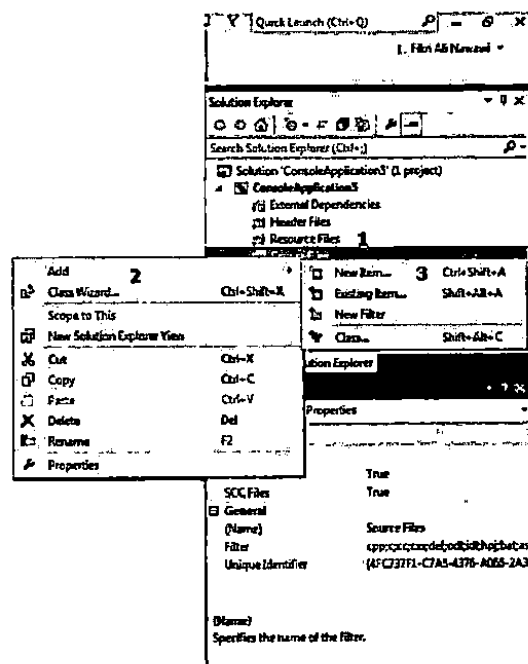 Quick Launch (Ctrl+Q)
Fikri Ali Nawawi
Solution Explorer
Search Solution Explorer (Ctrl+;)
Solution 'ConsoleApplication3' (1 project)
ConsoleApplication3
External Dependencies
Header Files
Resource Files 1
Add 2
Class Wizard... Ctrl+Shift+X
Scope to This
New Solution Explorer View
Cut Ctrl+X
Copy Ctrl+C
Paste Ctrl+V
Delete Del
Rename F2
Properties
New Item... 3 Ctrl+Shift+A
Existing Item... Shift+Alt+A
New Filter
Class... Shift+Alt+C
Explorer
Properties
True
SCC Files True
General
(Name) Source Files
Filter
Unique Identifier
(Name)
Specifies the name of the filter.